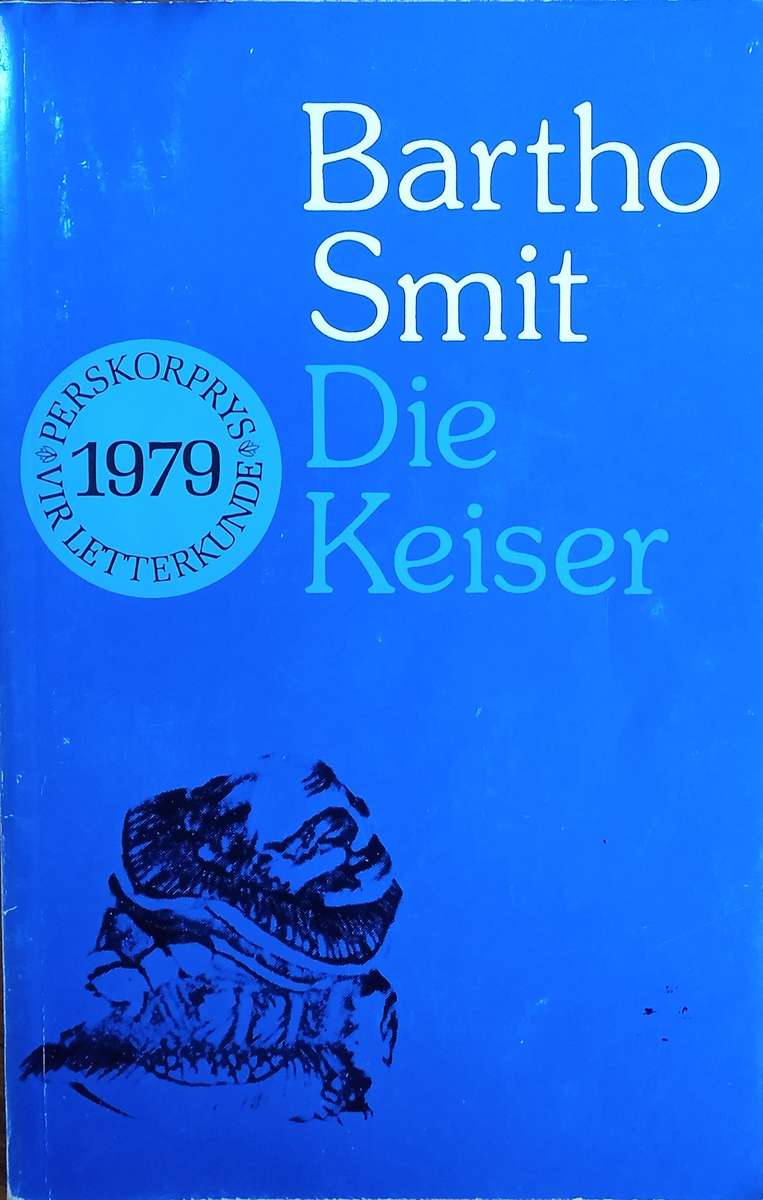 Bartho
Smit
Die
Keiser
PERSKORPRYS
VIR LETTERKUNDE
1979